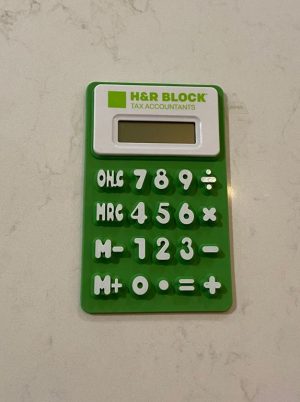 H&R BLOCK
TAX ACCOUNTANTS
ON.C 7 8 9 ÷
MRC 4 5 6 ×
M- 1 2 3 -
M+ 0 • = +